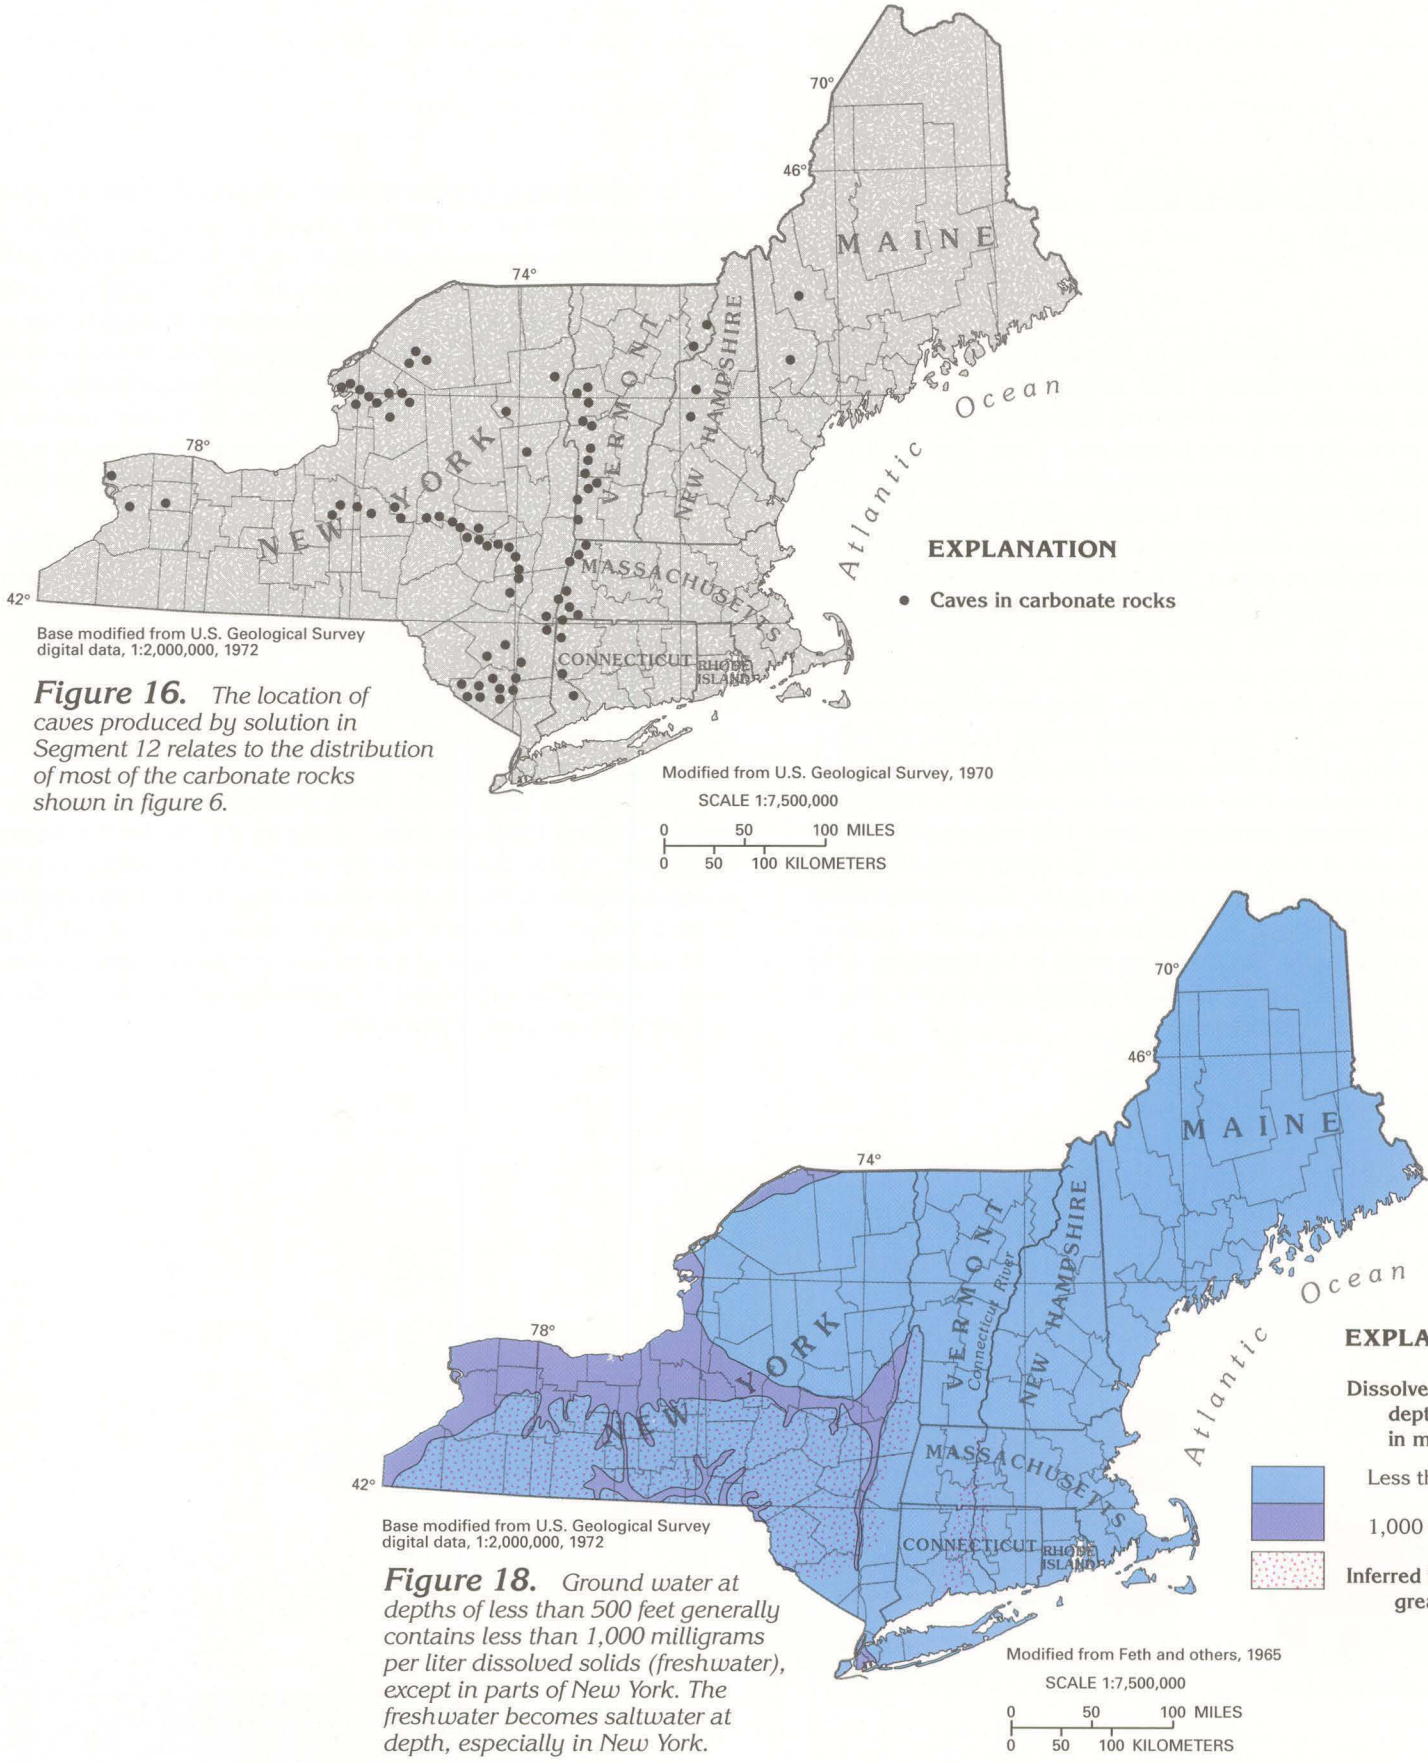 70°
46°
M A I N E
74°
VERMONT
NEW HAMPSHIRE
Atlantic Ocean
78°
NEW YORK
MASSACHUSETTS
CONNECTICUT
RHODE
ISLAND
42°
EXPLANATION
Caves in carbonate rocks
Base modified from U.S. Geological Survey
digital data, 1:2,000,000, 1972
Figure 16. The location of
caves produced by solution in
Segment 12 relates to the distribution
of most of the carbonate rocks
shown in figure 6.
Modified from U.S. Geological Survey, 1970
SCALE 1:7,500,000
0 50 100 MILES
0 50 100 KILOMETERS
70°
46°
M A I N E
74°
VERMONT
Connecticut River
NEW HAMPSHIRE
Atlantic Ocean
78°
NEW YORK
MASSACHUSETTS
CONNECTICUT
RHODE
ISLAND
42°
EXPLA
Dissolve
dept
in m
Less th
1,000
Inferred
grea
Base modified from U.S. Geological Survey
digital data, 1:2,000,000, 1972
Figure 18. Ground water at
depths of less than 500 feet generally
contains less than 1,000 milligrams
per liter dissolved solids (freshwater),
except in parts of New York. The
freshwater becomes saltwater at
depth, especially in New York.
Modified from Feth and others, 1965
SCALE 1:7,500,000
0 50 100 MILES
0 50 100 KILOMETERS